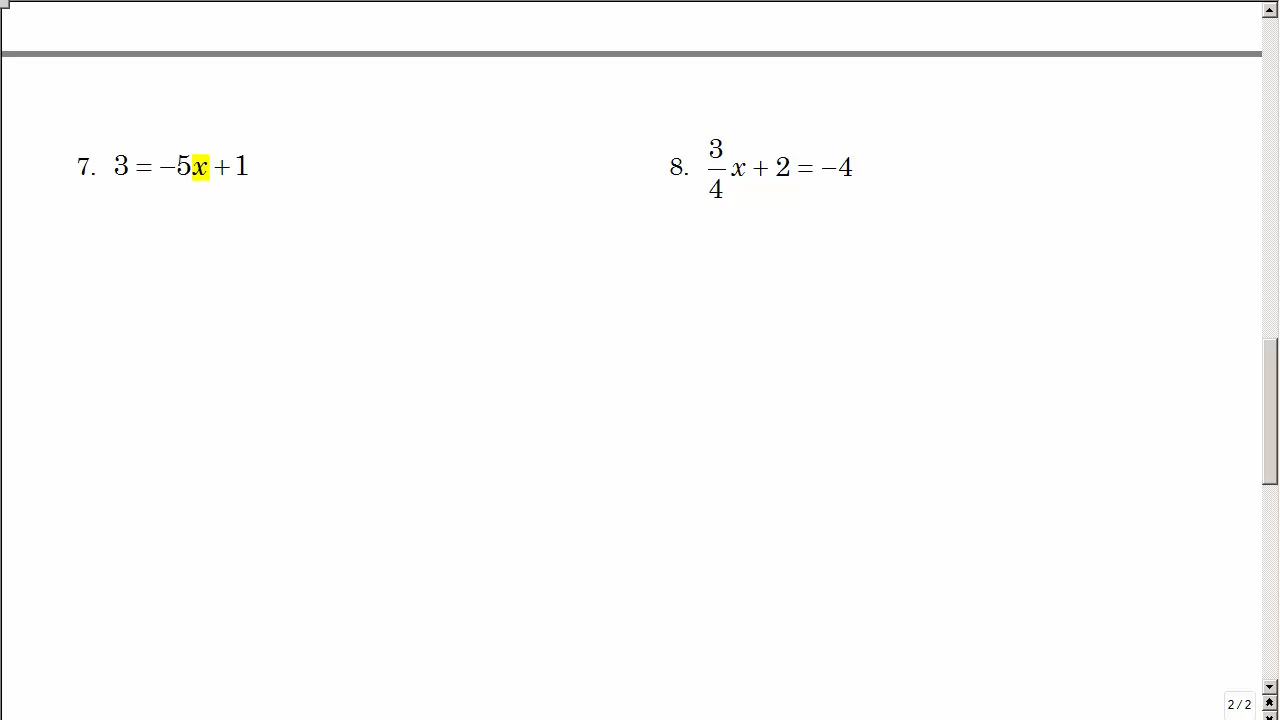 7. 3 = −5x + 1
8. 3/4 x + 2 = −4
2/2